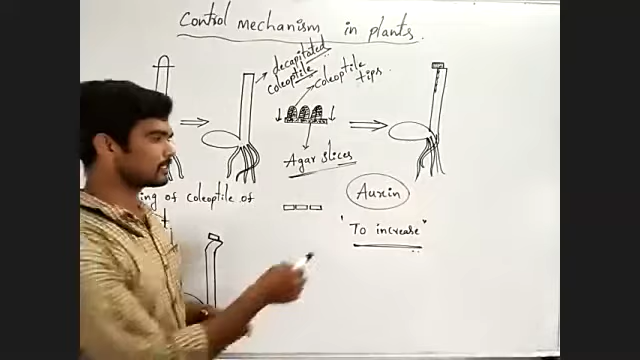 Control mechanism in plants.
decapitated
coleoptile
coleoptile
tips.
Agar slices
Auxin
ing of coleoptile of
"To increase"